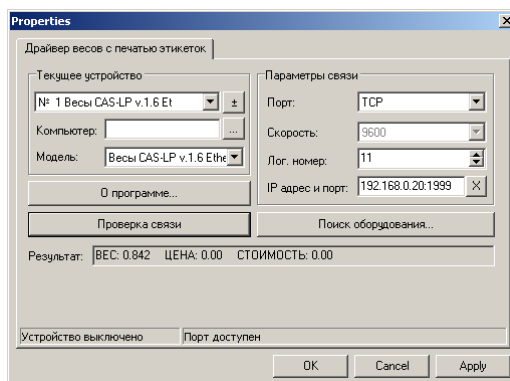 Properties
Драйвер весов с печатью этикеток
Текущее устройство
№ 1 Весы CAS-LP v.1.6 Et
±
Компьютер:
...
Модель:
Весы CAS-LP v.1.6 Ethe
О программе...
Проверка связи
Параметры связи
Порт:
TCP
Скорость:
9600
Лог. номер:
11
IP адрес и порт:
192.168.0.20:1999
X
Поиск оборудования...
Результат:
ВЕС: 0.842 ЦЕНА: 0.00 СТОИМОСТЬ: 0.00
Устройство выключено
Порт доступен
OK
Cancel
Apply